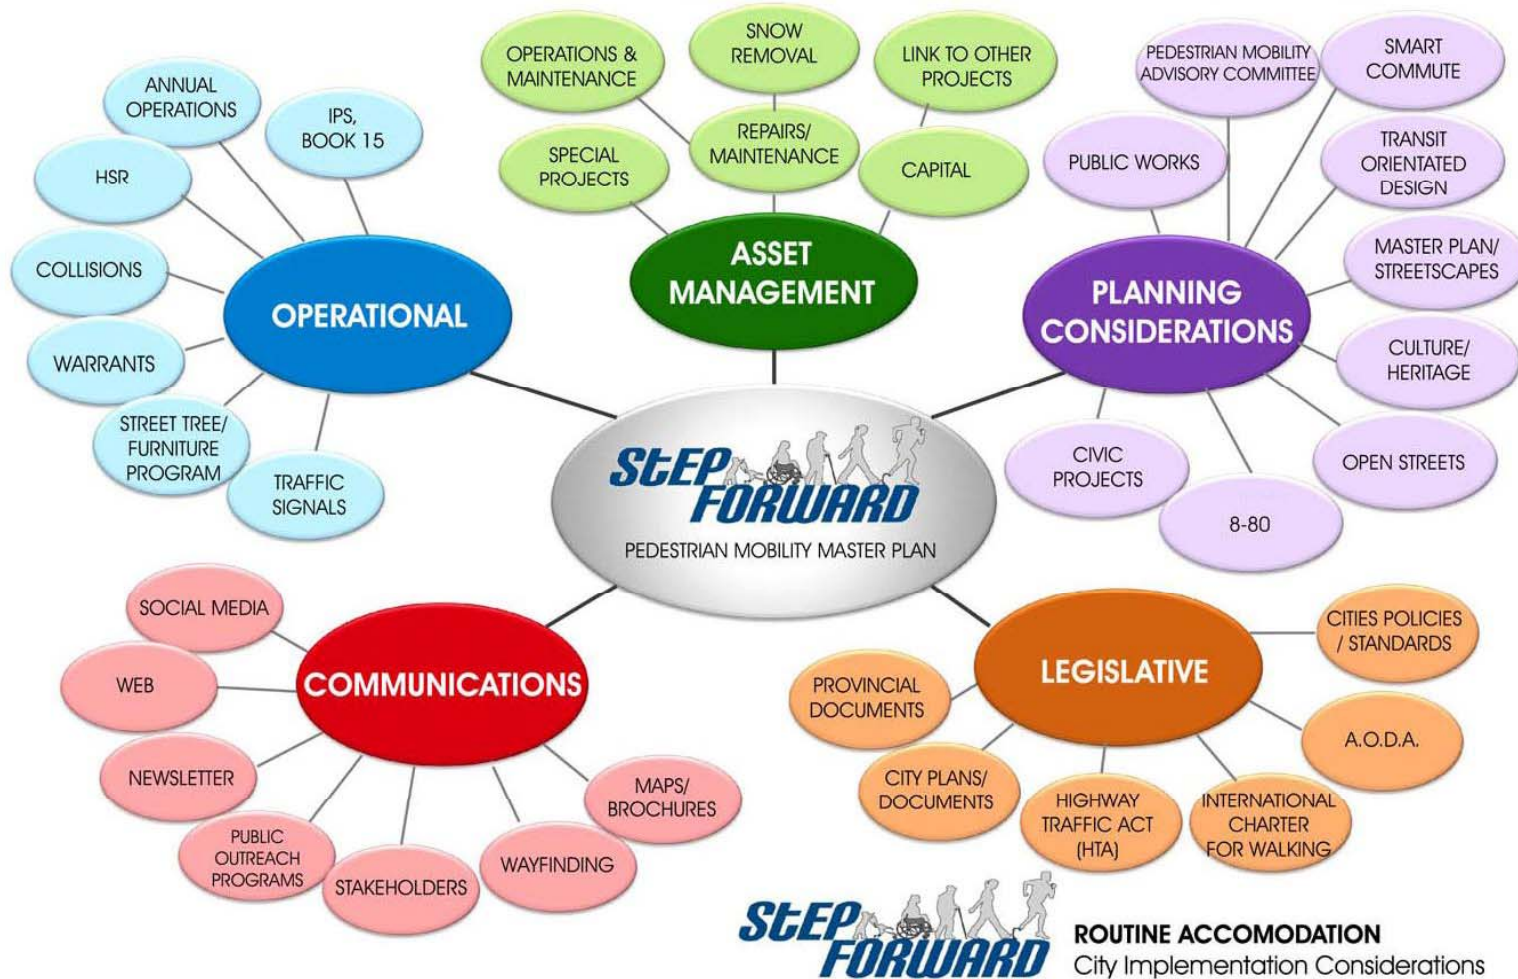 ANNUAL
OPERATIONS
IPS,
BOOK 15
HSR
COLLISIONS
WARRANTS
STREET TREE/
FURNITURE
PROGRAM
TRAFFIC
SIGNALS
OPERATIONAL
OPERATIONS &
MAINTENANCE
SNOW
REMOVAL
LINK TO OTHER
PROJECTS
SPECIAL
PROJECTS
REPAIRS/
MAINTENANCE
CAPITAL
ASSET
MANAGEMENT
PEDESTRIAN MOBILITY
ADVISORY COMMITTEE
SMART
COMMUTE
PUBLIC WORKS
TRANSIT
ORIENTATED
DESIGN
MASTER PLAN/
STREETSCAPES
CULTURE/
HERITAGE
OPEN STREETS
8-80
CIVIC
PROJECTS
PLANNING
CONSIDERATIONS
StEP
FORWARD
PEDESTRIAN MOBILITY MASTER PLAN
SOCIAL MEDIA
WEB
NEWSLETTER
PUBLIC
OUTREACH
PROGRAMS
STAKEHOLDERS
WAYFINDING
MAPS/
BROCHURES
COMMUNICATIONS
LEGISLATIVE
CITIES POLICIES
/ STANDARDS
PROVINCIAL
DOCUMENTS
A.O.D.A.
CITY PLANS/
DOCUMENTS
HIGHWAY
TRAFFIC ACT
(HTA)
INTERNATIONAL
CHARTER
FOR WALKING
StEP
FORWARD
ROUTINE ACCOMODATION
City Implementation Considerations